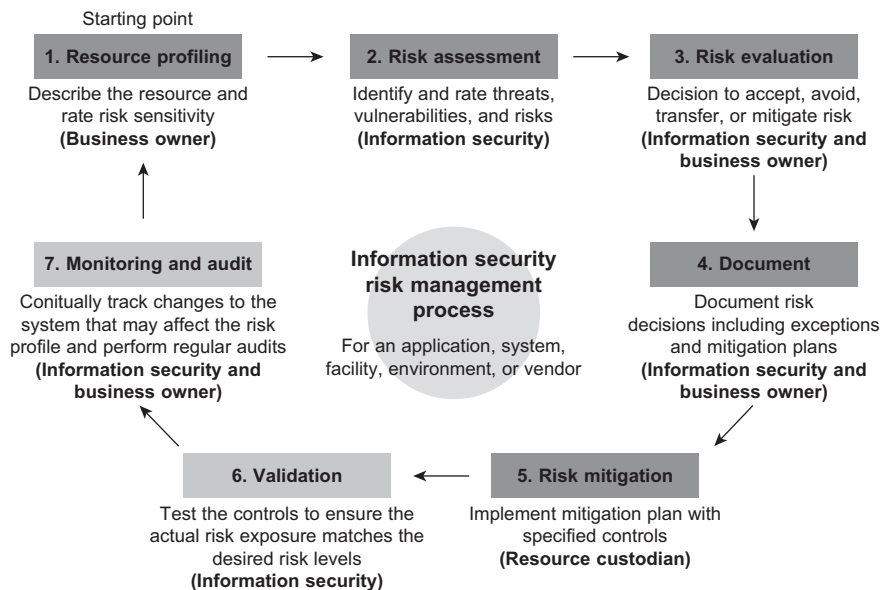 Starting point
1. Resource profiling
Describe the resource and
rate risk sensitivity
(Business owner)
2. Risk assessment
Identify and rate threats,
vulnerabilities, and risks
(Information security)
3. Risk evaluation
Decision to accept, avoid,
transfer, or mitigate risk
(Information security and
business owner)
7. Monitoring and audit
Conitually track changes to the
system that may affect the risk
profile and perform regular audits
(Information security and
business owner)
Information security
risk management
process
For an application, system,
facility, environment, or vendor
4. Document
Document risk
decisions including exceptions
and mitigation plans
(Information security and
business owner)
6. Validation
Test the controls to ensure the
actual risk exposure matches the
desired risk levels
(Information security)
5. Risk mitigation
Implement mitigation plan with
specified controls
(Resource custodian)